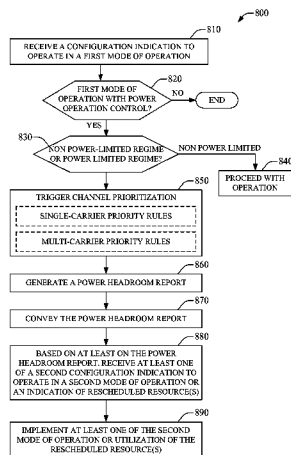 800
810
RECEIVE A CONFIGURATION INDICATION TO
OPERATE IN A FIRST MODE OF OPERATION
820
FIRST MODE OF
OPERATION WITH POWER
OPERATION CONTROL?
NO
END
YES
830
NON POWER-LIMITED REGIME
OR POWER LIMITED REGIME?
NON POWER LIMITED
840
PROCEED WITH
OPERATION
850
TRIGGER CHANNEL PRIORITIZATION
SINGLE-CARRIER PRIORITY RULES
MULTI-CARRIER PRIORITY RULES
860
GENERATE A POWER HEADROOM REPORT
870
CONVEY THE POWER HEADROOM REPORT
880
BASED ON AT LEAST ON THE POWER
HEADROOM REPORT, RECEIVE AT LEAST ONE
OF A SECOND CONFIGURATION INDICATION TO
OPERATE IN A SECOND MODE OF OPERATION OR
AN INDICATION OF RESCHEDULED RESOURCE(S)
890
IMPLEMENT AT LEAST ONE OF THE SECOND
MODE OF OPERATION OR UTILIZATION OF THE
RESCHEDULED RESOURCE(S)